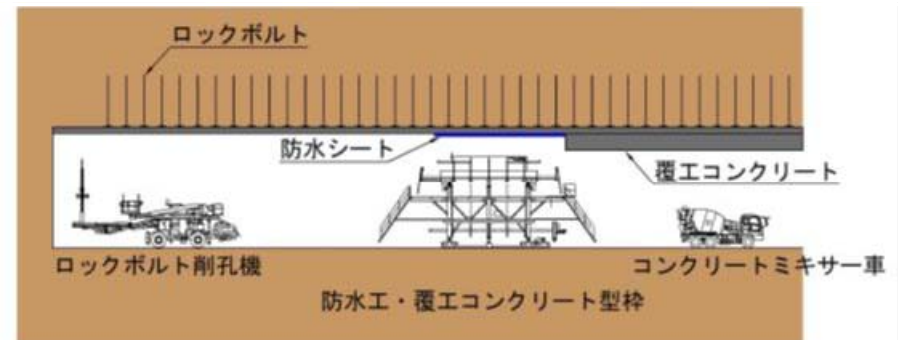 ロックボルト
防水シート
覆工コンクリート
ロックボルト削孔機
コンクリートミキサー車
防水工・覆工コンクリート型枠